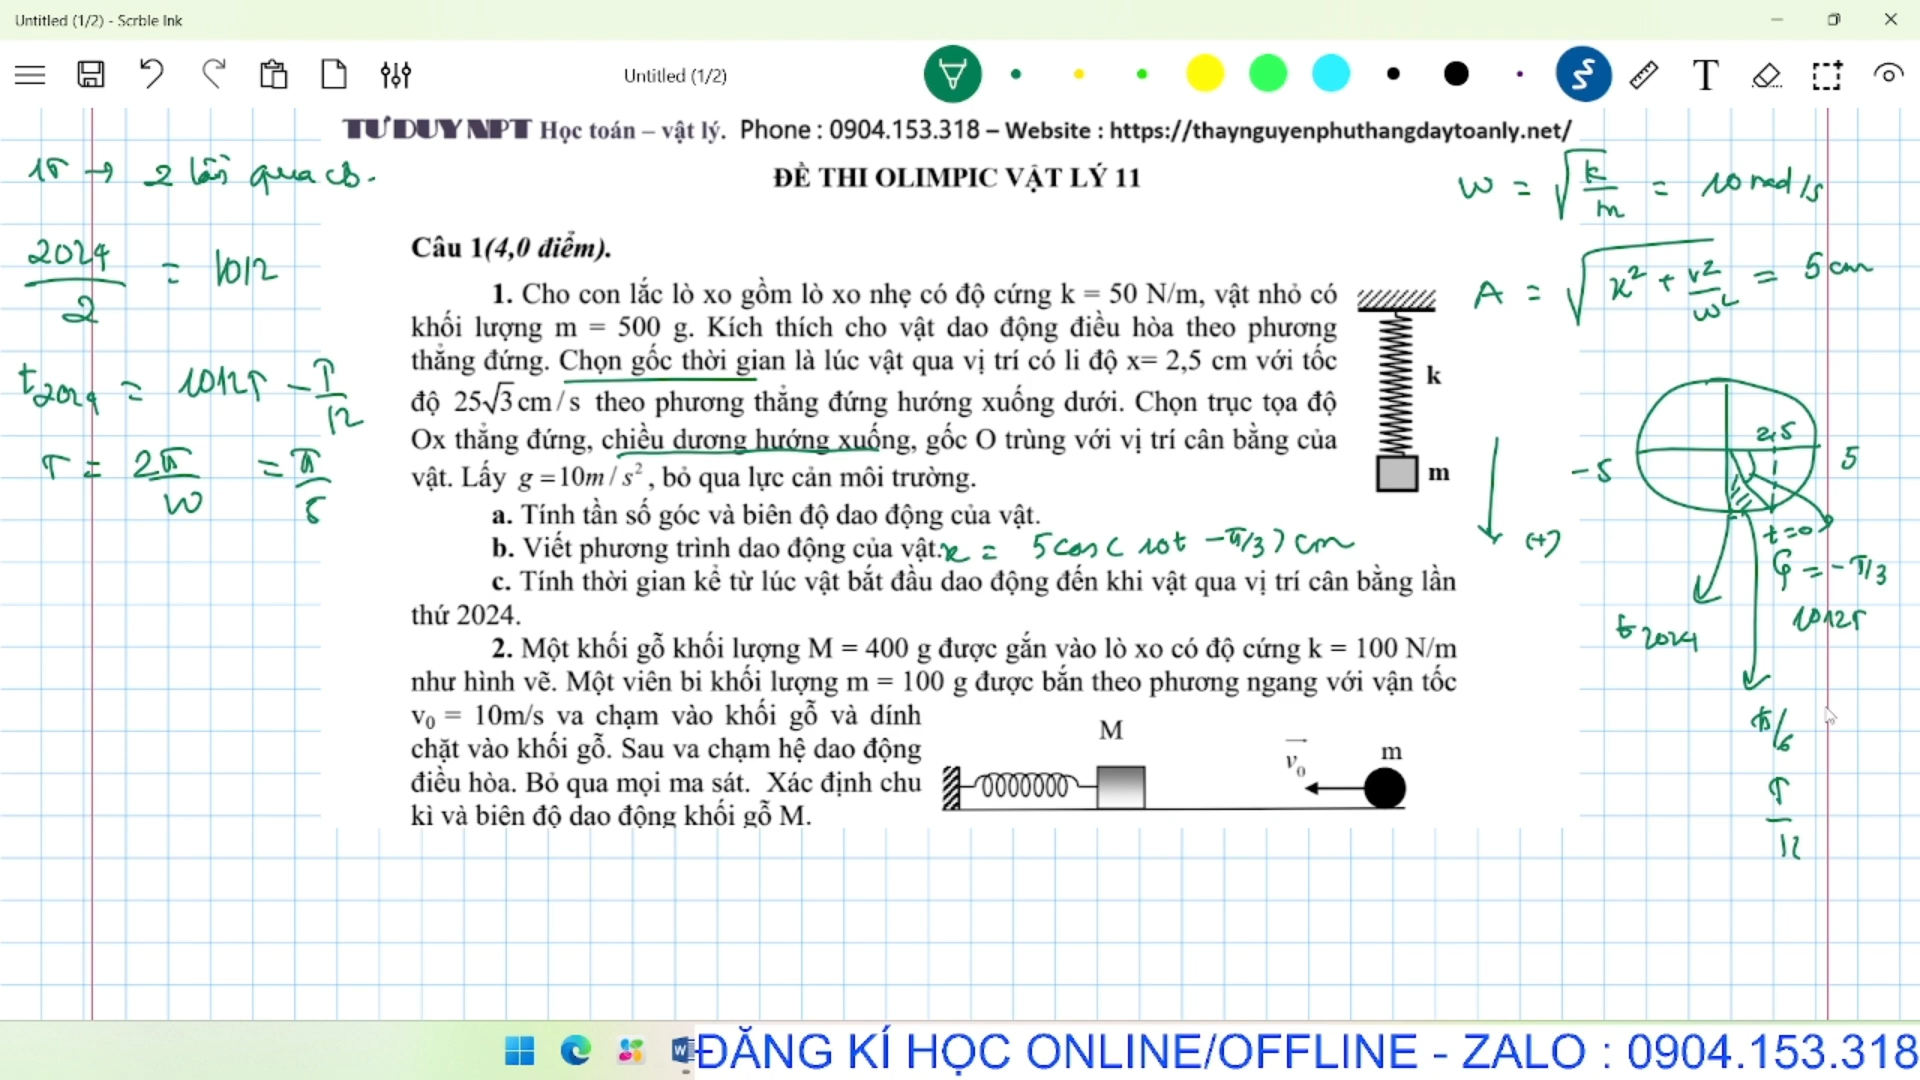 Untitled (1/2) - Scrble Ink
Untitled (1/2)
TƯ DUY NPT Học toán – vật lý. Phone : 0904.153.318 – Website : https://thaynguyenphuthangdaytoanly.net/
ĐỀ THI OLIMPIC VẬT LÝ 11
1T → 2 lần qua cb.
2024/2 = 1012
t2024 = 1012T - T/12
T = 2π/ω = π/5
Câu 1(4,0 điểm).
1. Cho con lắc lò xo gồm lò xo nhẹ có độ cứng k = 50 N/m, vật nhỏ có
khối lượng m = 500 g. Kích thích cho vật dao động điều hòa theo phương
thẳng đứng. Chọn gốc thời gian là lúc vật qua vị trí có li độ x= 2,5 cm với tốc
độ 25√3cm/s theo phương thẳng đứng hướng xuống dưới. Chọn trục tọa độ
Ox thẳng đứng, chiều dương hướng xuống, gốc O trùng với vị trí cân bằng của
vật. Lấy g=10m/s², bỏ qua lực cản môi trường.
a. Tính tần số góc và biên độ dao động của vật.
b. Viết phương trình dao động của vật. x = 5cos(10t -π/3) cm
c. Tính thời gian kể từ lúc vật bắt đầu dao động đến khi vật qua vị trí cân bằng lần
thứ 2024.
2. Một khối gỗ khối lượng M = 400 g được gắn vào lò xo có độ cứng k = 100 N/m
như hình vẽ. Một viên bi khối lượng m = 100 g được bắn theo phương ngang với vận tốc
v₀ = 10m/s va chạm vào khối gỗ và dính
chặt vào khối gỗ. Sau va chạm hệ dao động
điều hòa. Bỏ qua mọi ma sát. Xác định chu
kì và biên độ dao động khối gỗ M.
k
m
M
v₀
m
ω = √(k/m) = 10 rad/s
A = √(x² + v²/ω²) = 5 cm
2,5
-5
5
(+)
t=0
φ = -π/3
t2024
1012T
π/6
T/12
ĐĂNG KÍ HỌC ONLINE/OFFLINE - ZALO : 0904.153.318